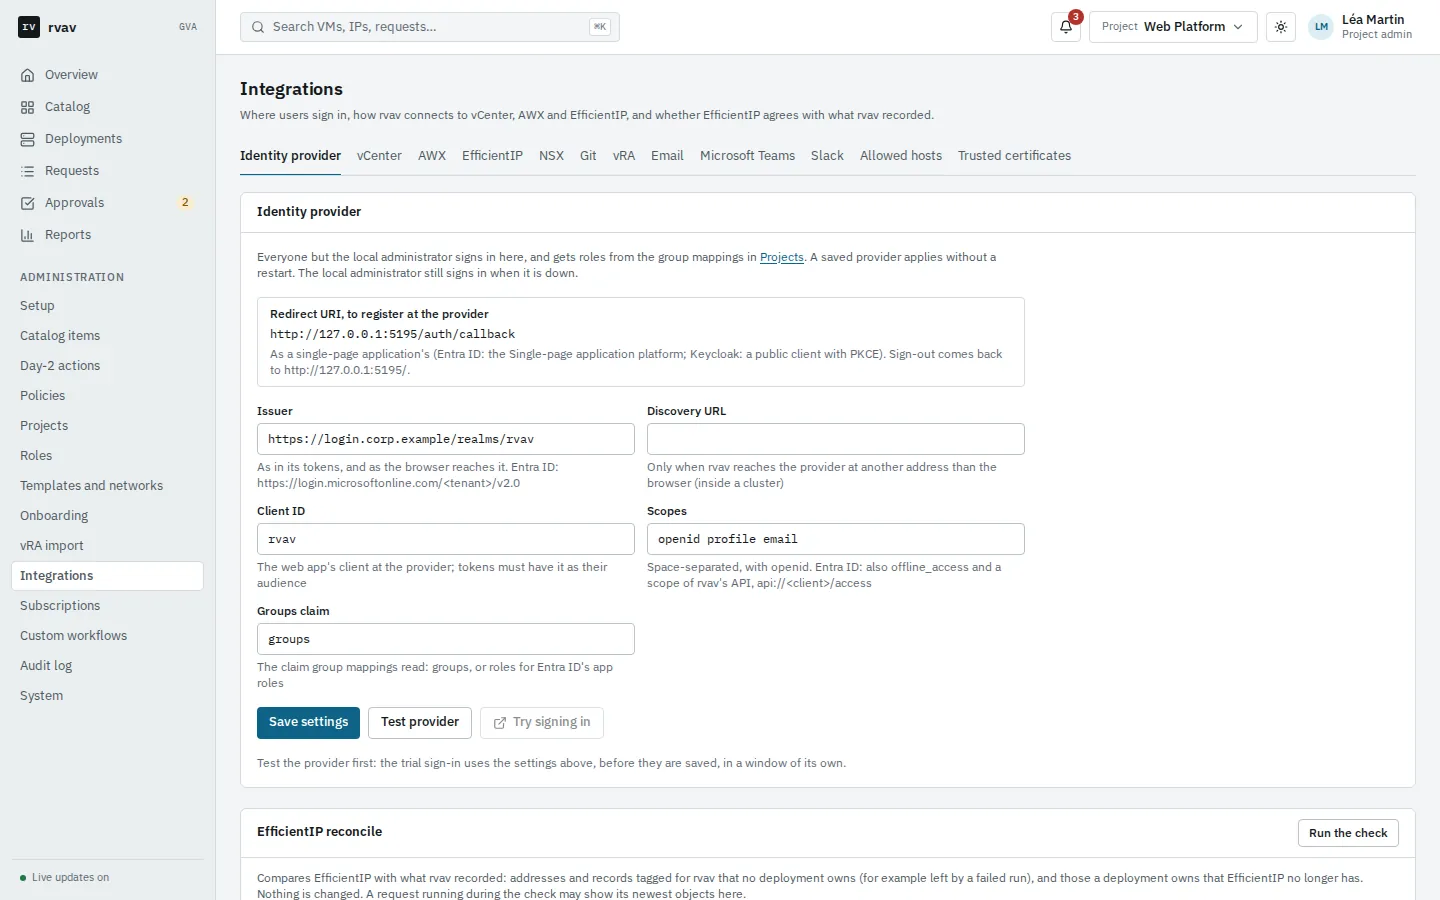 rv rvav GVA
Search VMs, IPs, requests... ⌘K
3
Project Web Platform
LM Léa Martin
Project admin
Overview
Catalog
Deployments
Requests
Approvals 2
Reports
ADMINISTRATION
Setup
Catalog items
Day-2 actions
Policies
Projects
Roles
Templates and networks
Onboarding
vRA import
Integrations
Subscriptions
Custom workflows
Audit log
System
Live updates on
Integrations
Where users sign in, how rvav connects to vCenter, AWX and EfficientIP, and whether EfficientIP agrees with what rvav recorded.
Identity provider vCenter AWX EfficientIP NSX Git vRA Email Microsoft Teams Slack Allowed hosts Trusted certificates
Identity provider
Everyone but the local administrator signs in here, and gets roles from the group mappings in Projects. A saved provider applies without a
restart. The local administrator still signs in when it is down.
Redirect URI, to register at the provider
http://127.0.0.1:5195/auth/callback
As a single-page application's (Entra ID: the Single-page application platform; Keycloak: a public client with PKCE). Sign-out comes back
to http://127.0.0.1:5195/.
Issuer
https://login.corp.example/realms/rvav
As in its tokens, and as the browser reaches it. Entra ID:
https://login.microsoftonline.com/<tenant>/v2.0
Discovery URL
Only when rvav reaches the provider at another address than the
browser (inside a cluster)
Client ID
rvav
The web app's client at the provider; tokens must have it as their
audience
Scopes
openid profile email
Space-separated, with openid. Entra ID: also offline_access and a
scope of rvav's API, api://<client>/access
Groups claim
groups
The claim group mappings read: groups, or roles for Entra ID's app
roles
Save settings Test provider Try signing in
Test the provider first: the trial sign-in uses the settings above, before they are saved, in a window of its own.
EfficientIP reconcile Run the check
Compares EfficientIP with what rvav recorded: addresses and records tagged for rvav that no deployment owns (for example left by a failed run), and those a deployment owns that EfficientIP no longer has.
Nothing is changed. A request running during the check may show its newest objects here.